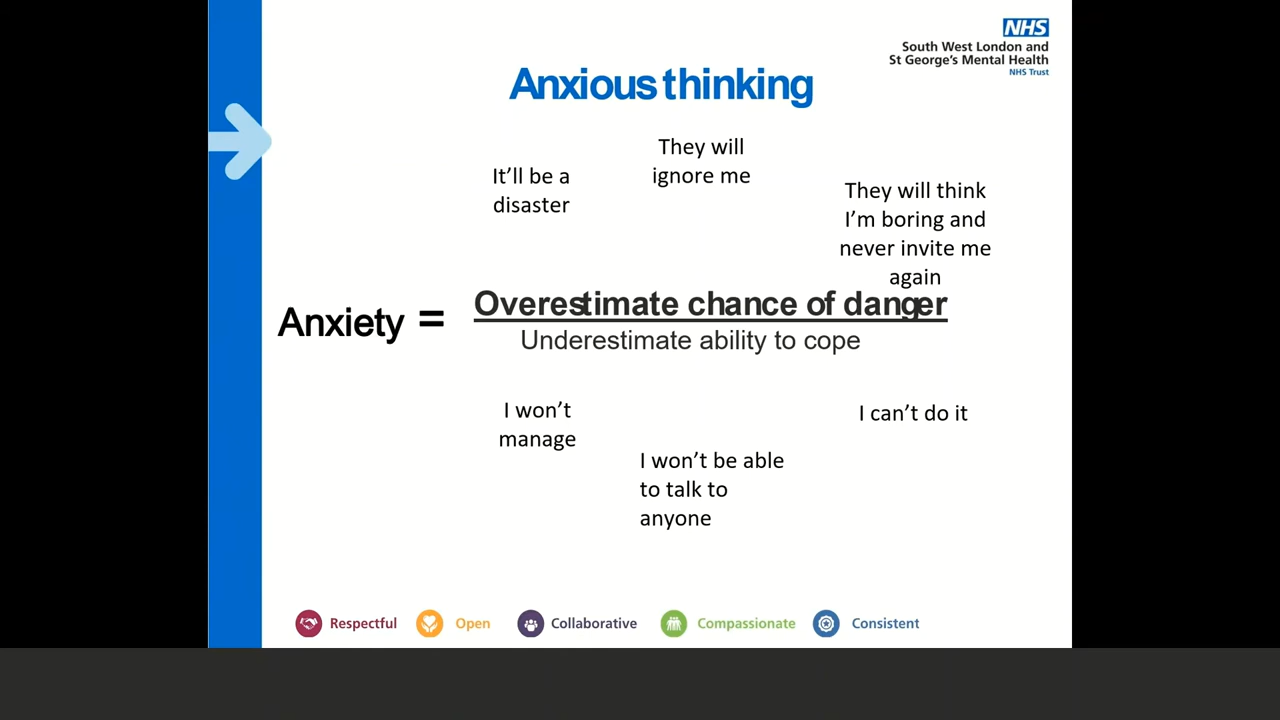 NHS
South West London and
St George's Mental Health
NHS Trust
Anxious thinking
They will
ignore me
It'll be a
disaster
They will think
I'm boring and
never invite me
again
Anxiety = Overestimate chance of danger
Underestimate ability to cope
I won't
manage
I can't do it
I won't be able
to talk to
anyone
Respectful Open Collaborative Compassionate Consistent